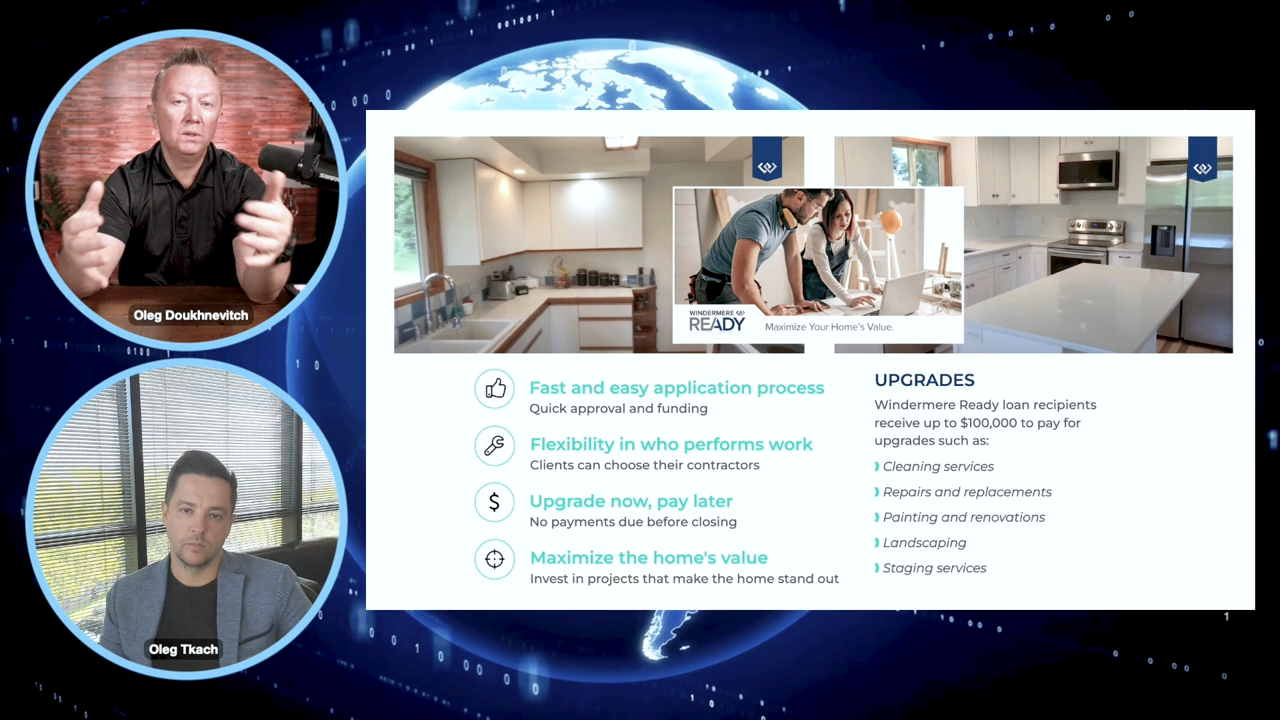 Oleg Doukhnevitch
Oleg Tkach
WINDERMERE
READY
Maximize Your Home's Value.
Fast and easy application process
Quick approval and funding
Flexibility in who performs work
Clients can choose their contractors
Upgrade now, pay later
No payments due before closing
Maximize the home's value
Invest in projects that make the home stand out
UPGRADES
Windermere Ready loan recipients
receive up to $100,000 to pay for
upgrades such as:
Cleaning services
Repairs and replacements
Painting and renovations
Landscaping
Staging services